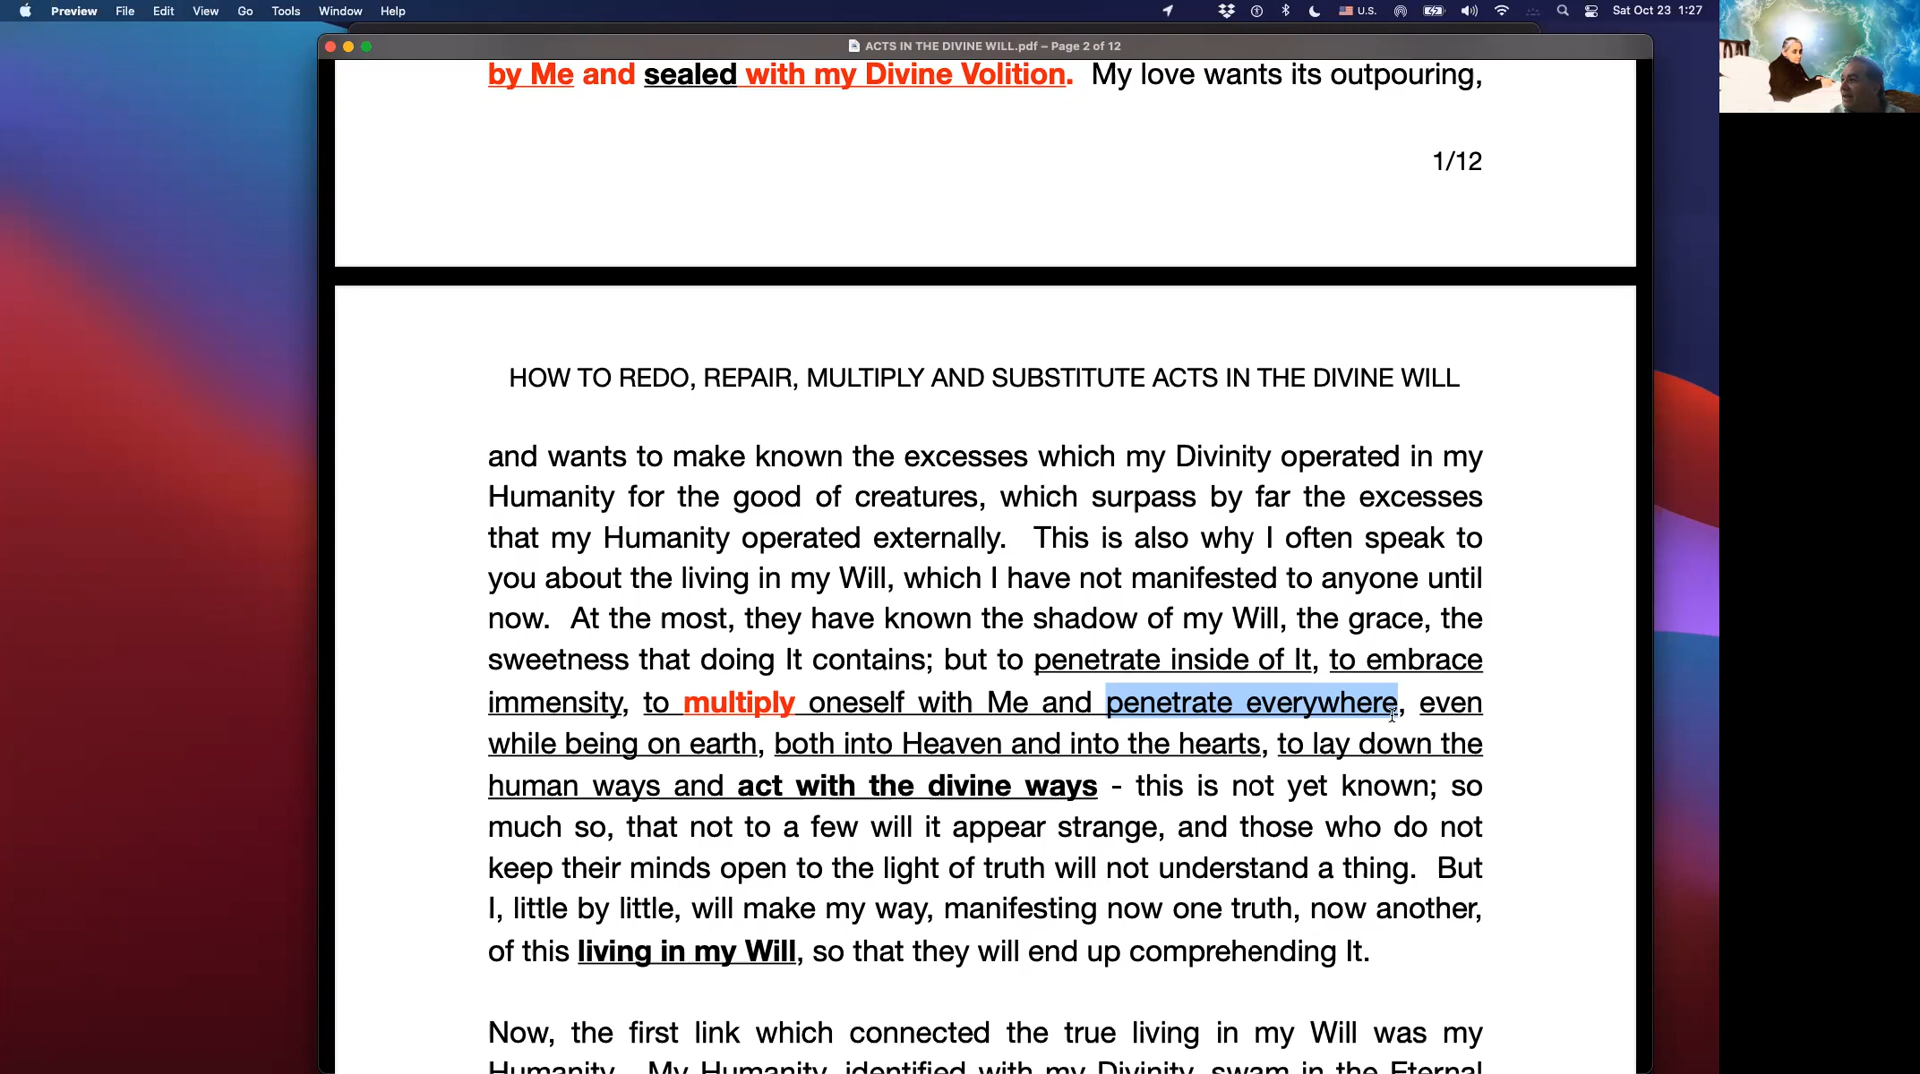 Preview File Edit View Go Tools Window Help U.S. Sat Oct 23 1:27
ACTS IN THE DIVINE WILL.pdf – Page 2 of 12
by Me and sealed with my Divine Volition. My love wants its outpouring,
1/12
HOW TO REDO, REPAIR, MULTIPLY AND SUBSTITUTE ACTS IN THE DIVINE WILL
and wants to make known the excesses which my Divinity operated in my
Humanity for the good of creatures, which surpass by far the excesses
that my Humanity operated externally. This is also why I often speak to
you about the living in my Will, which I have not manifested to anyone until
now. At the most, they have known the shadow of my Will, the grace, the
sweetness that doing It contains; but to penetrate inside of It, to embrace
immensity, to multiply oneself with Me and penetrate everywhere, even
while being on earth, both into Heaven and into the hearts, to lay down the
human ways and act with the divine ways - this is not yet known; so
much so, that not to a few will it appear strange, and those who do not
keep their minds open to the light of truth will not understand a thing. But
I, little by little, will make my way, manifesting now one truth, now another,
of this living in my Will, so that they will end up comprehending It.
Now, the first link which connected the true living in my Will was my
Humanity. My Humanity, identified with my Divinity, swam in the Eternal